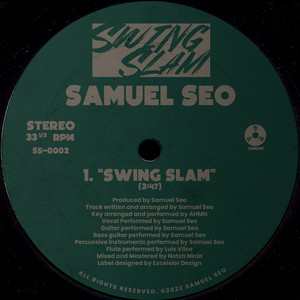 SWING
SLAM
SAMUEL SEO
STEREO
33 1/3 RPM
SS-0002
1. "SWING SLAM"
(3:47)
Produced by Samuel Seo
Track written and arranged by Samuel Seo
Key arranged and performed by AHMN
Vocal Performed by Samuel Seo
Guitar performed by Samuel Seo
Bass guitar performed by Samuel Seo
Percussive instruments performed by Samuel Seo
Flute performed by Luis Vilra
Mixed and Mastered by Notch Nicin
Label designed by Excelsior Design
ALL RIGHTS RESERVED. ©2022 SAMUEL SEO